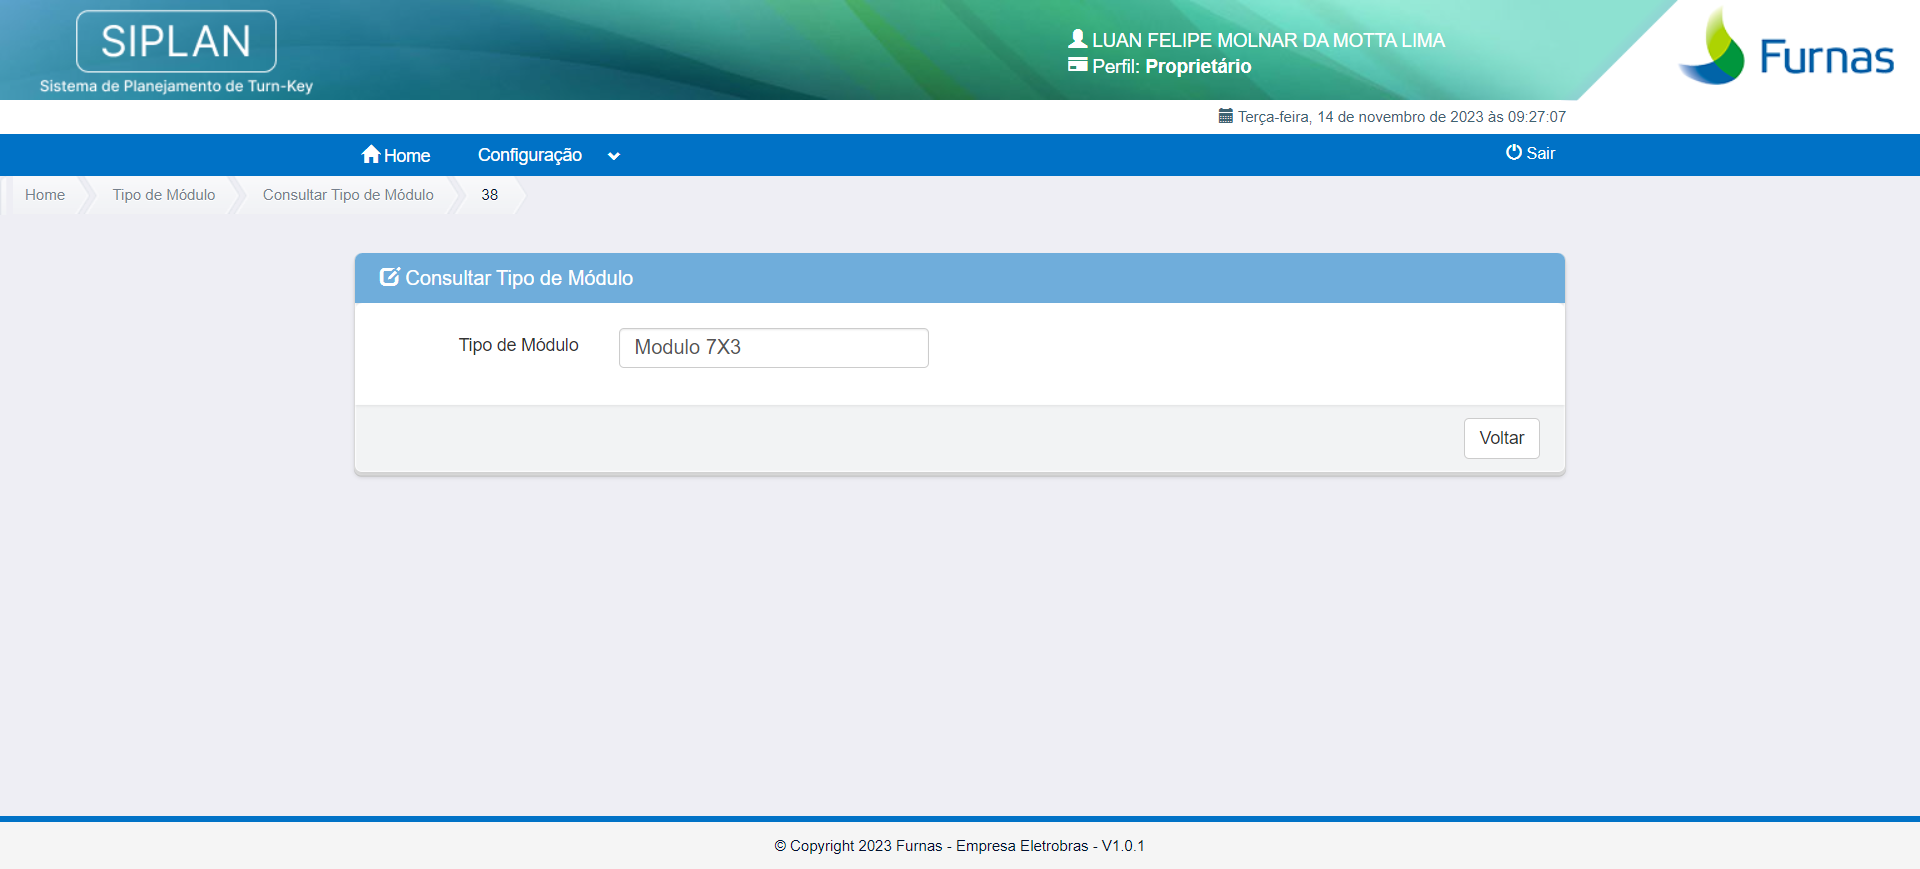 SIPLAN
Sistema de Planejamento de Turn-Key
LUAN FELIPE MOLNAR DA MOTTA LIMA
Perfil: Proprietário
Furnas
Terça-feira, 14 de novembro de 2023 às 09:27:07
Home Configuração Sair
Home Tipo de Módulo Consultar Tipo de Módulo 38
Consultar Tipo de Módulo
Tipo de Módulo Modulo 7X3
Voltar
© Copyright 2023 Furnas - Empresa Eletrobras - V1.0.1